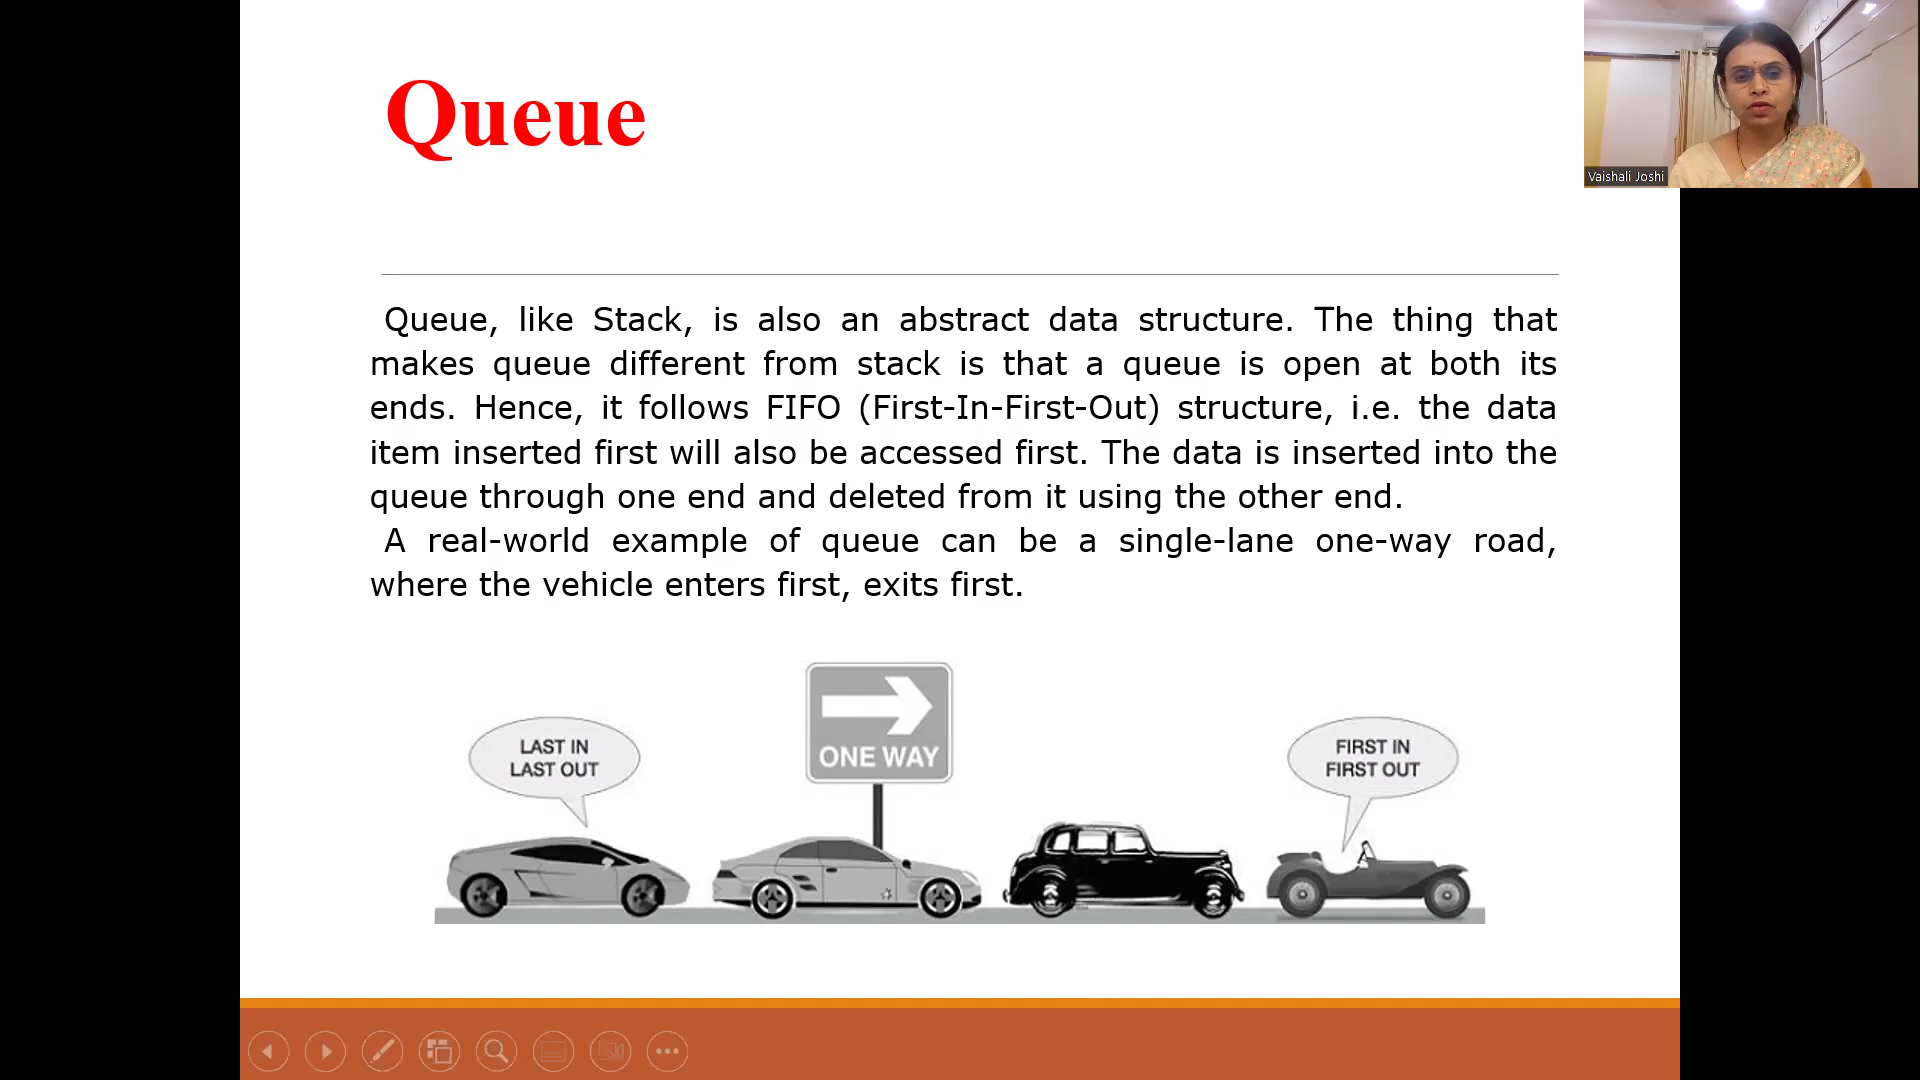 Queue
Vaishali Joshi
Queue, like Stack, is also an abstract data structure. The thing that
makes queue different from stack is that a queue is open at both its
ends. Hence, it follows FIFO (First-In-First-Out) structure, i.e. the data
item inserted first will also be accessed first. The data is inserted into the
queue through one end and deleted from it using the other end.
A real-world example of queue can be a single-lane one-way road,
where the vehicle enters first, exits first.
LAST IN
LAST OUT
ONE WAY
FIRST IN
FIRST OUT